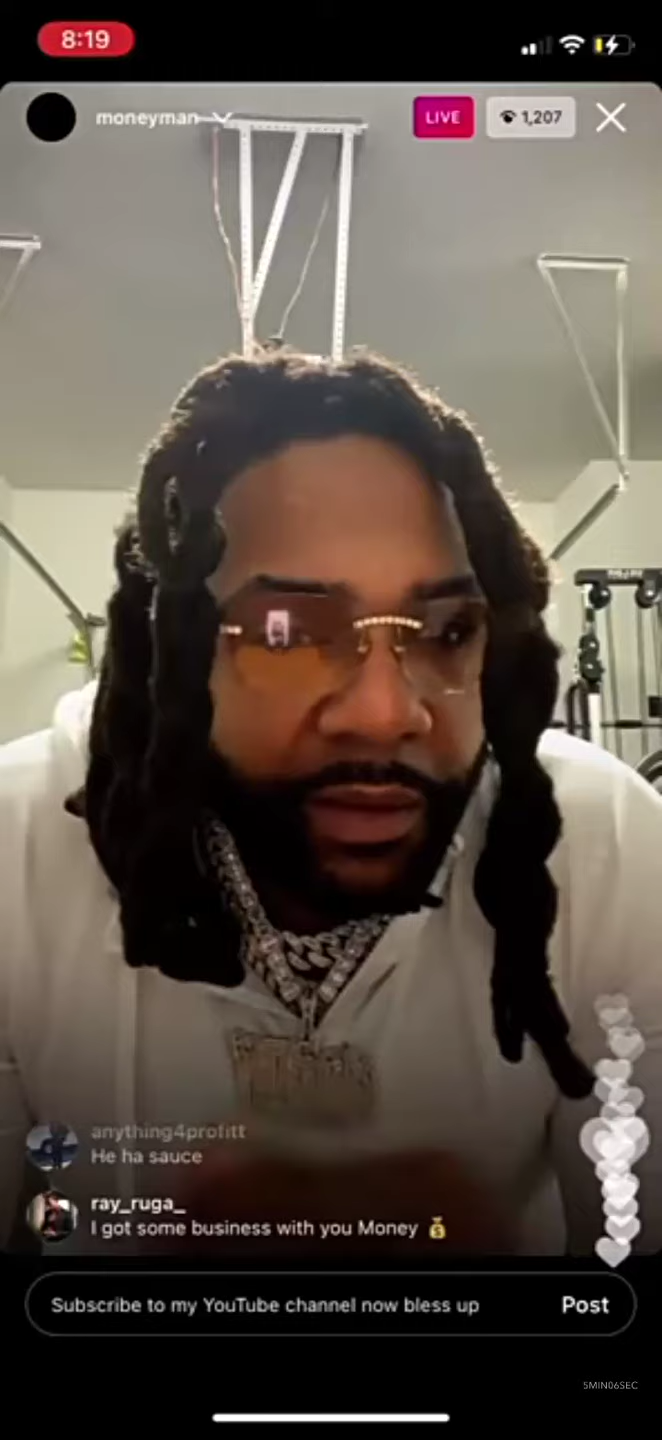 8:19
moneyman
LIVE
1,207
anything4profitt
He ha sauce
ray_ruga_
I got some business with you Money 💰
Subscribe to my YouTube channel now bless up
Post
5MIN06SEC